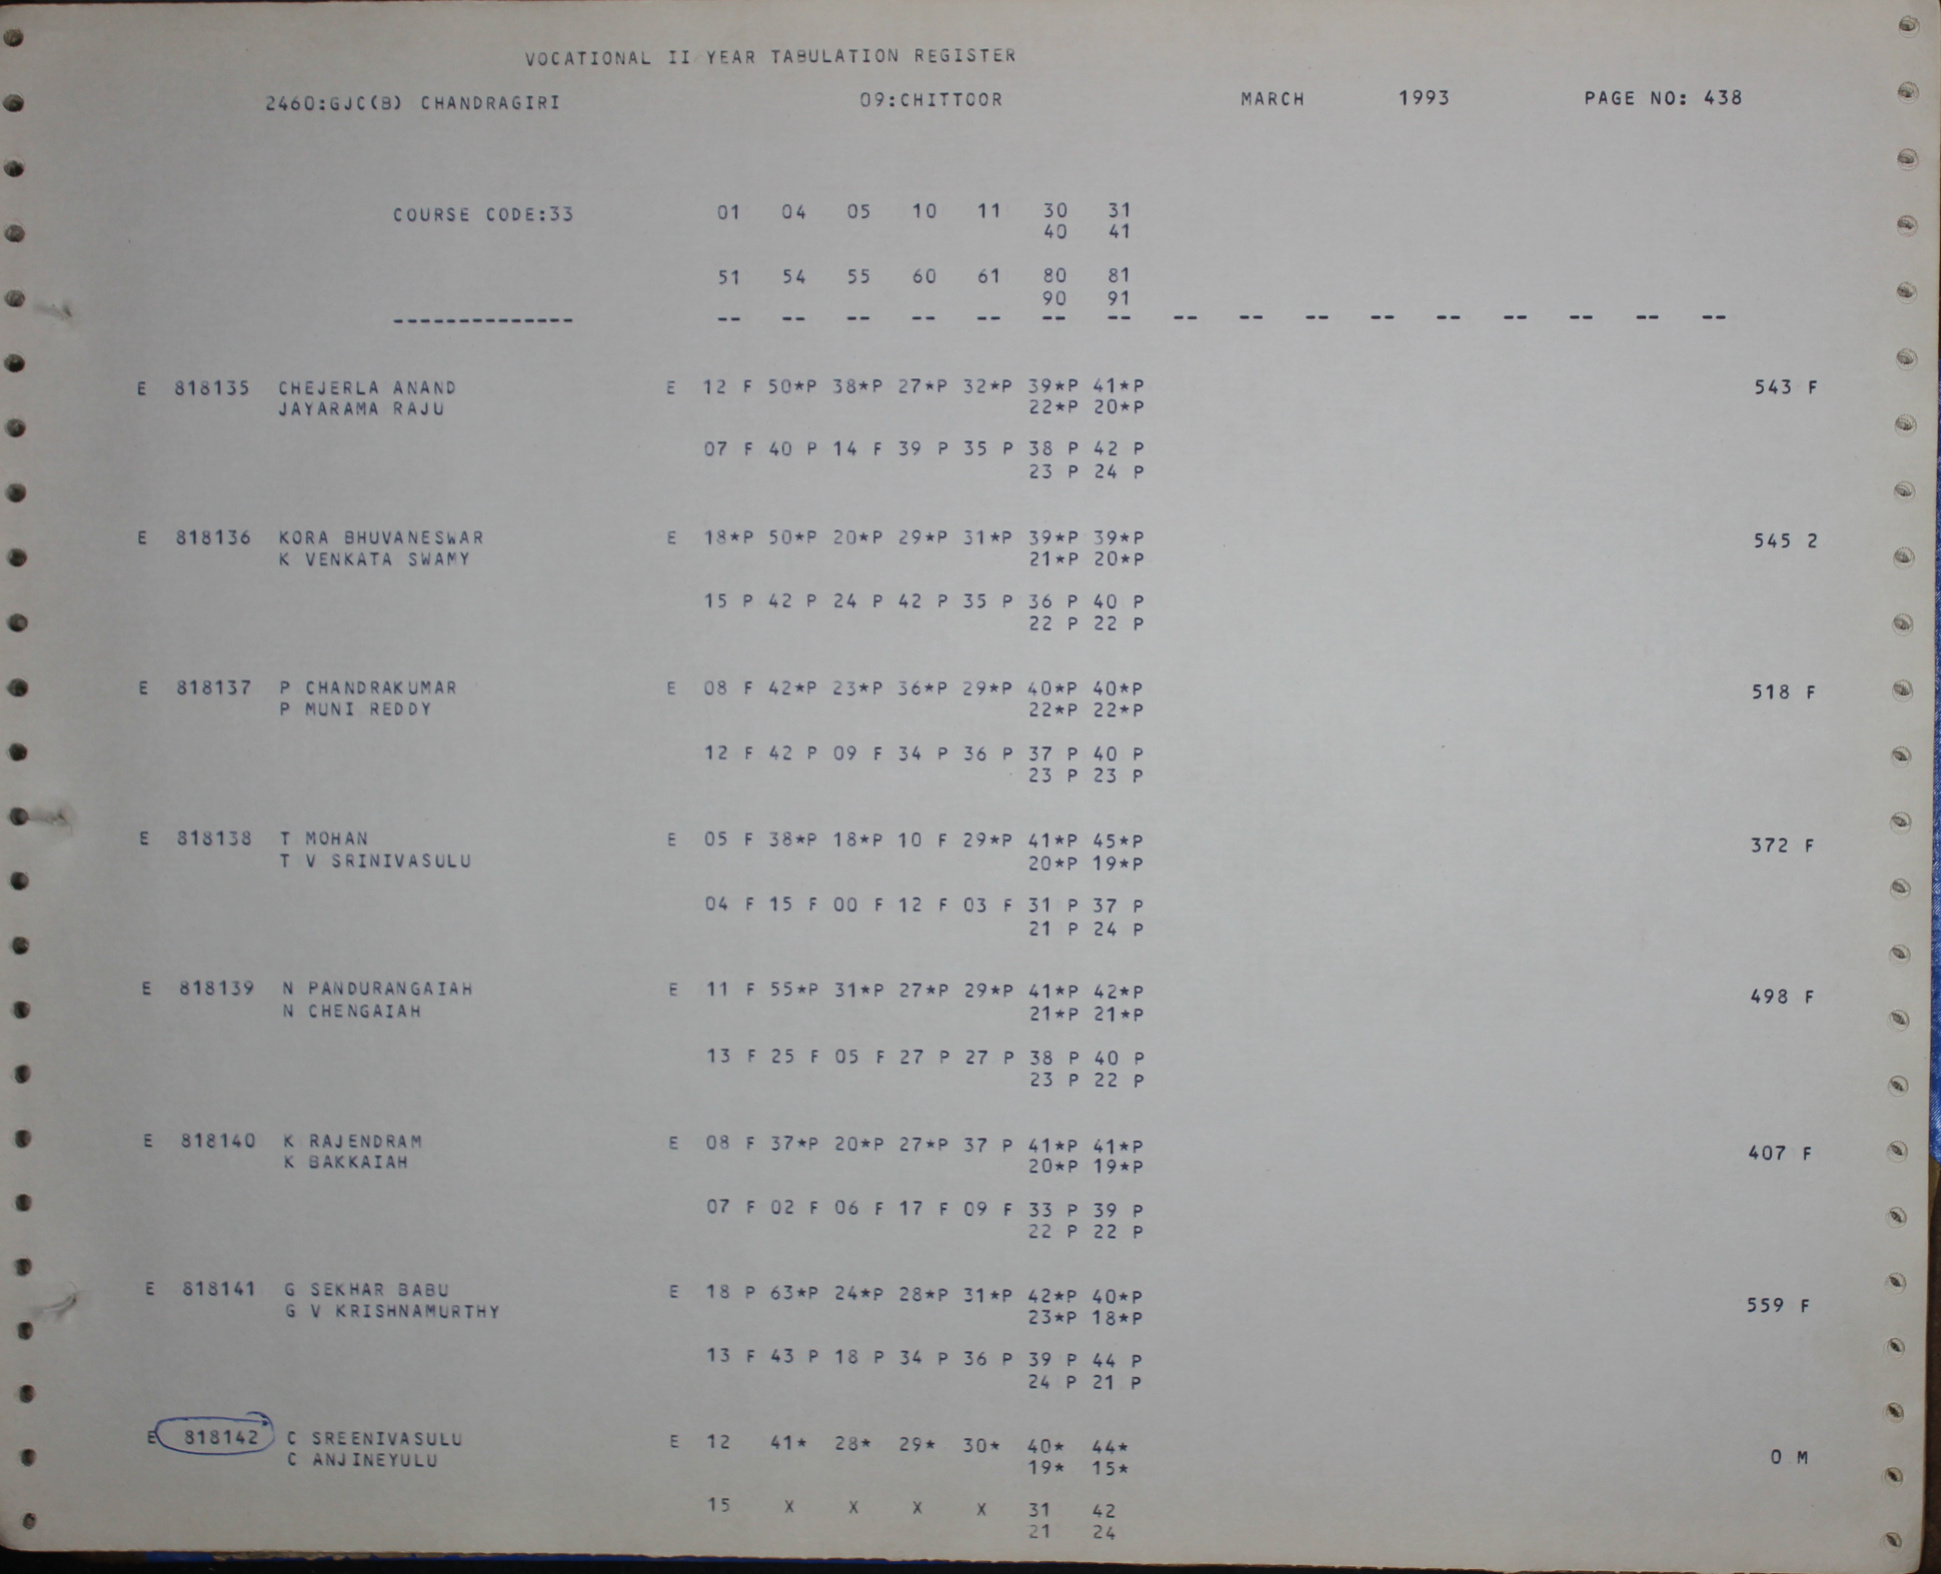 VOCATIONAL II YEAR TABULATION REGISTER
2460:GJC(B) CHANDRAGIRI 09:CHITTOOR MARCH 1993 PAGE NO: 438
COURSE CODE:33 01 04 05 10 11 30 31
40 41
51 54 55 60 61 80 81
90 91
-------------- -- -- -- -- -- -- -- -- -- -- -- -- -- -- -- --
E 818135 CHEJERLA ANAND E 12 F 50*P 38*P 27*P 32*P 39*P 41*P 543 F
JAYARAMA RAJU 22*P 20*P
07 F 40 P 14 F 39 P 35 P 38 P 42 P
23 P 24 P
E 818136 KORA BHUVANESWAR E 18*P 50*P 20*P 29*P 31*P 39*P 39*P 545 2
K VENKATA SWAMY 21*P 20*P
15 P 42 P 24 P 42 P 35 P 36 P 40 P
22 P 22 P
E 818137 P CHANDRAKUMAR E 08 F 42*P 23*P 36*P 29*P 40*P 40*P 518 F
P MUNI REDDY 22*P 22*P
12 F 42 P 09 F 34 P 36 P 37 P 40 P
23 P 23 P
E 818138 T MOHAN E 05 F 38*P 18*P 10 F 29*P 41*P 45*P 372 F
T V SRINIVASULU 20*P 19*P
04 F 15 F 00 F 12 F 03 F 31 P 37 P
21 P 24 P
E 818139 N PANDURANGAIAH E 11 F 55*P 31*P 27*P 29*P 41*P 42*P 498 F
N CHENGAIAH 21*P 21*P
13 F 25 F 05 F 27 P 27 P 38 P 40 P
23 P 22 P
E 818140 K RAJENDRAM E 08 F 37*P 20*P 27*P 37 P 41*P 41*P 407 F
K BAKKAIAH 20*P 19*P
07 F 02 F 06 F 17 F 09 F 33 P 39 P
22 P 22 P
E 818141 G SEKHAR BABU E 18 P 63*P 24*P 28*P 31*P 42*P 40*P 559 F
G V KRISHNAMURTHY 23*P 18*P
13 F 43 P 18 P 34 P 36 P 39 P 44 P
24 P 21 P
E 818142 C SREENIVASULU E 12 41* 28* 29* 30* 40* 44* 0 M
C ANJINEYULU 19* 15*
15 X X X X 31 42
21 24